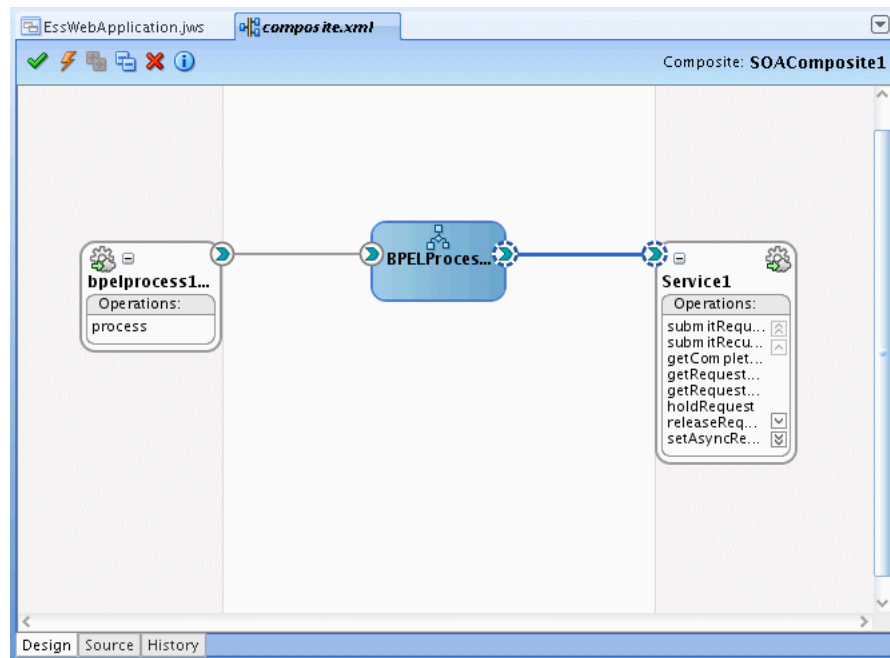 EssWebApplication.jws composite.xml
Composite: SOAComposite1
bpelprocess1...
Operations:
process
BPELProces...
Service1
Operations:
submitRequ...
submitRecu...
getComplet...
getRequest...
getRequest...
holdRequest
releaseReq...
setAsyncRe...
Design Source History